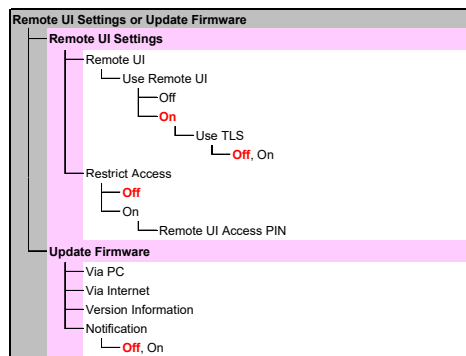 Remote UI Settings or Update Firmware
Remote UI Settings
Remote UI
Use Remote UI
Off
On
Use TLS
Off, On
Restrict Access
Off
On
Remote UI Access PIN
Update Firmware
Via PC
Via Internet
Version Information
Notification
Off, On